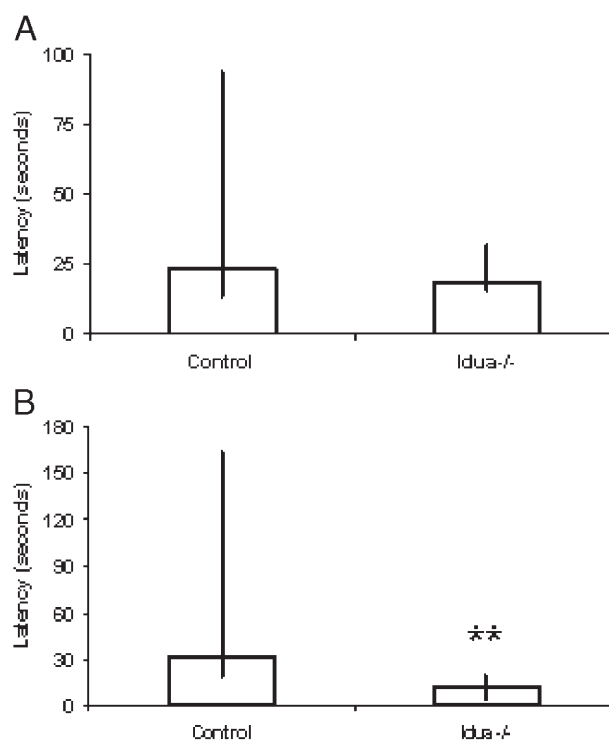 A
100
75
50
25
0
Latency (seconds)
Control Idua-/-
B
180
150
120
90
60
30
0
Latency (seconds)
**
Control Idua-/-